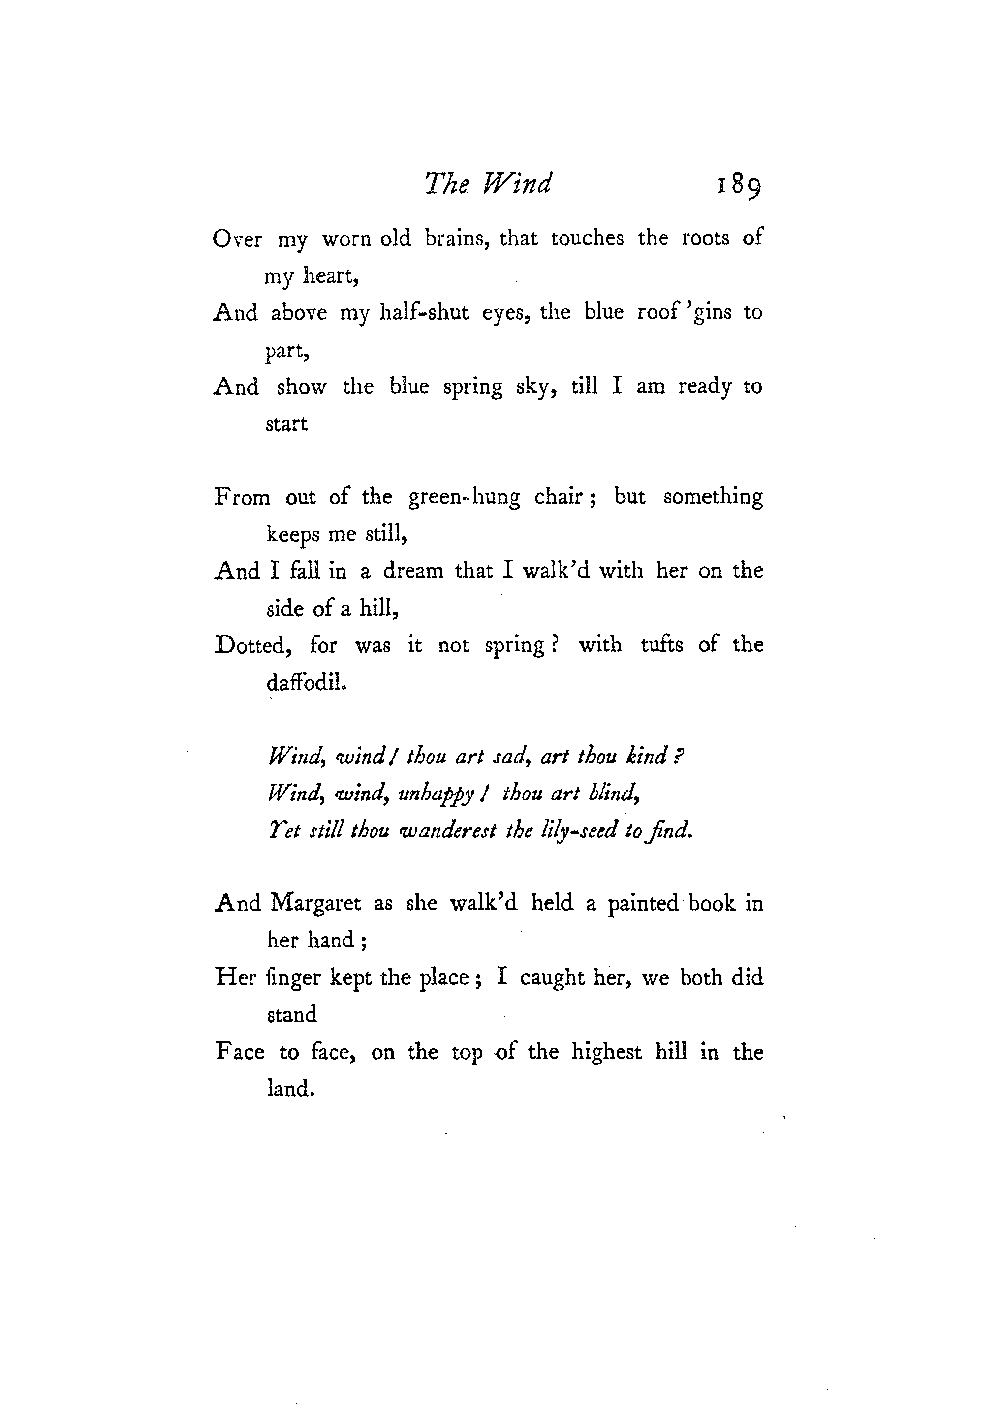 The Wind 189
Over my worn old brains, that touches the roots of
my heart,
And above my half-shut eyes, the blue roof 'gins to
part,
And show the blue spring sky, till I am ready to
start
From out of the green-hung chair; but something
keeps me still,
And I fall in a dream that I walk'd with her on the
side of a hill,
Dotted, for was it not spring? with tufts of the
daffodil.
Wind, wind! thou art sad, art thou kind?
Wind, wind, unhappy! thou art blind,
Yet still thou wanderest the lily-seed to find.
And Margaret as she walk'd held a painted book in
her hand;
Her finger kept the place; I caught her, we both did
stand
Face to face, on the top of the highest hill in the
land.